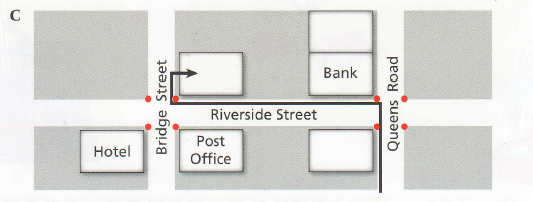 C
Bridge Street
Bank
Queens Road
Riverside Street
Hotel
Post
Office